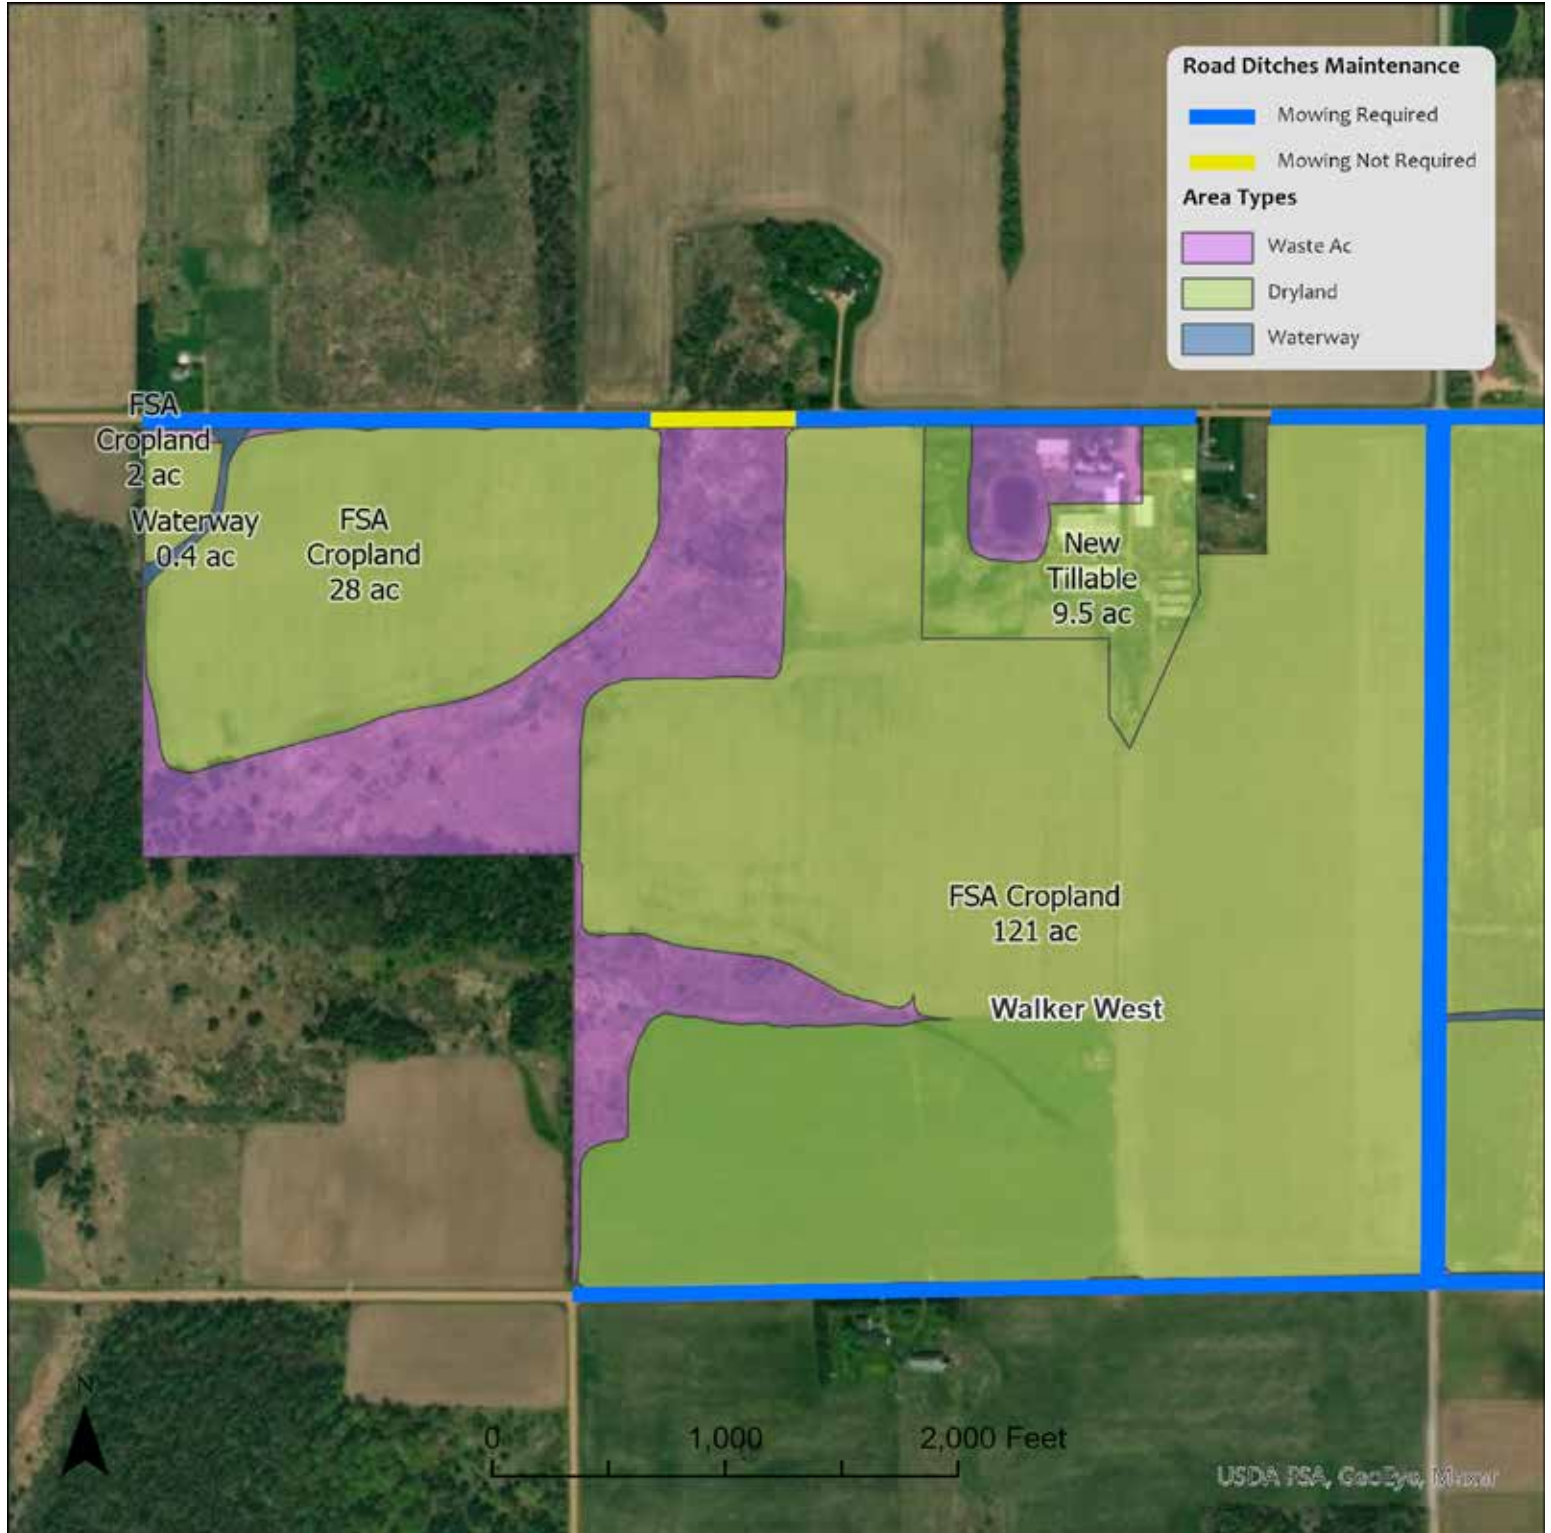 Road Ditches Maintenance
Mowing Required
Mowing Not Required
Area Types
Waste Ac
Dryland
Waterway
FSA
Cropland
2 ac
Waterway
0.4 ac
FSA
Cropland
28 ac
New
Tillable
9.5 ac
FSA Cropland
121 ac
Walker West
N
0 1,000 2,000 Feet
USDA FSA, GeoEye, Maxar